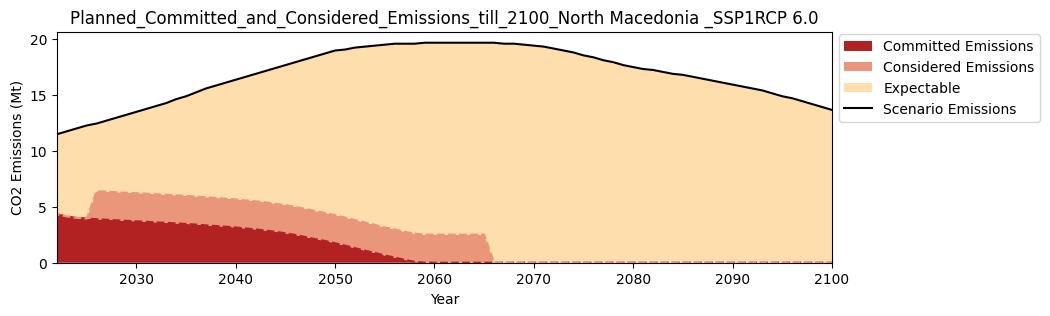 Planned_Committed_and_Considered_Emissions_till_2100_North Macedonia _SSP1RCP 6.0
20
15
10
5
0
CO2 Emissions (Mt)
2030
2040
2050
2060
2070
2080
2090
2100
Year
Committed Emissions
Considered Emissions
Expectable
Scenario Emissions